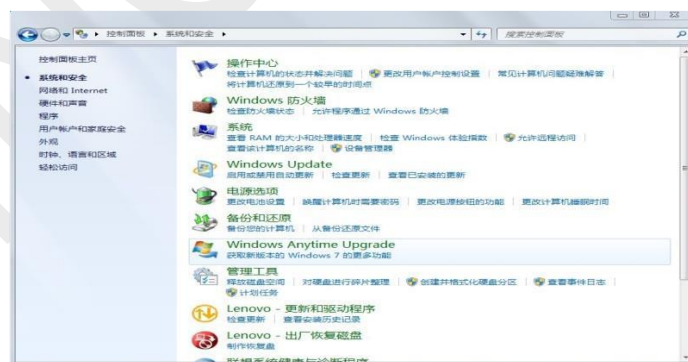 控制面板 ▸ 系统和安全 ▸
搜索控制面板
控制面板主页
系统和安全
网络和 Internet
硬件和声音
程序
用户帐户和家庭安全
外观
时钟、语言和区域
轻松访问
操作中心
检查计算机的状态并解决问题 | 更改用户帐户控制设置 | 常见计算机问题疑难解答
将计算机还原到一个较早的时间点
Windows 防火墙
检查防火墙状态 | 允许程序通过 Windows 防火墙
系统
查看 RAM 的大小和处理器速度 | 检查 Windows 体验指数 | 允许远程访问
查看该计算机的名称 | 设备管理器
Windows Update
启用或禁用自动更新 | 检查更新 | 查看已安装的更新
电源选项
更改电池设置 | 唤醒计算机时需要密码 | 更改电源按钮的功能 | 更改计算机睡眠时间
备份和还原
备份您的计算机 | 从备份还原文件
Windows Anytime Upgrade
获取新版本的 Windows 7 的更多功能
管理工具
释放磁盘空间 | 对硬盘进行碎片整理 | 创建并格式化硬盘分区 | 查看事件日志
计划任务
Lenovo - 更新和驱动程序
检查更新 | 查看安装历史记录
Lenovo - 出厂恢复磁盘
制作恢复盘
联想系统健康与诊断程序